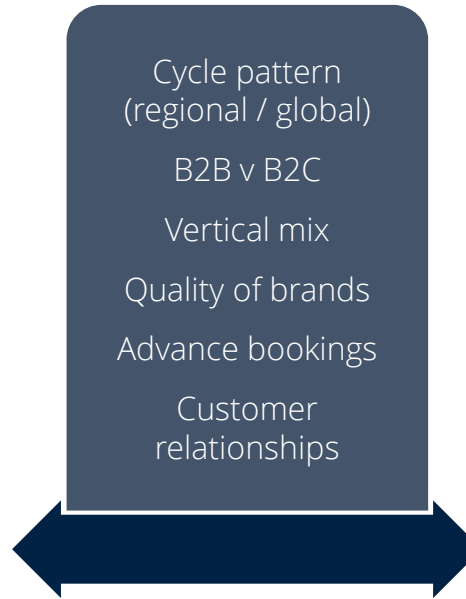 Cycle pattern
(regional / global)
B2B v B2C
Vertical mix
Quality of brands
Advance bookings
Customer
relationships